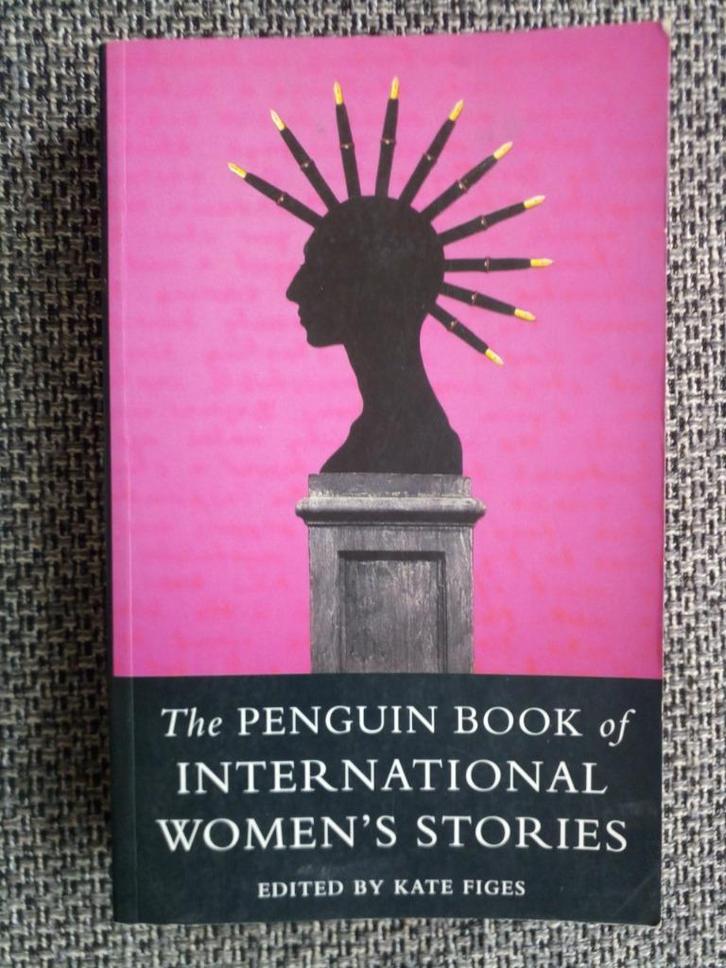 The PENGUIN BOOK of
INTERNATIONAL
WOMEN'S STORIES
EDITED BY KATE FIGES